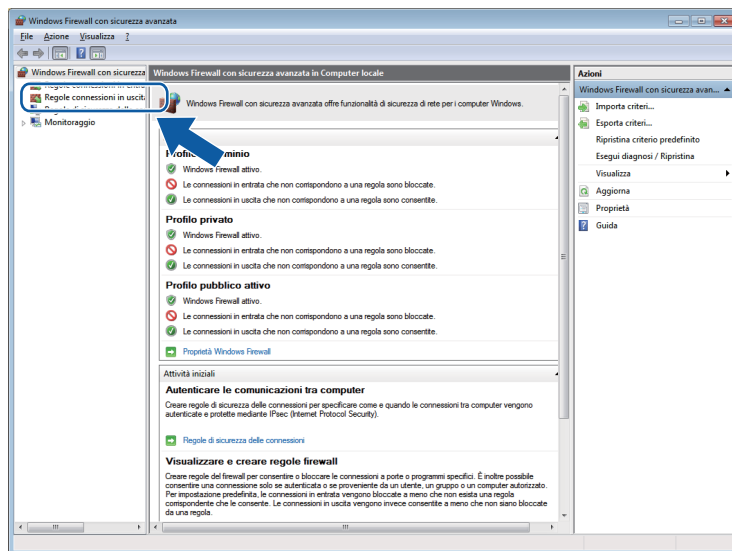 Windows Firewall con sicurezza avanzata
File Azione Visualizza ?
Windows Firewall con sicurezza
Regole connessioni in entra
Regole connessioni in uscita
Monitoraggio
Windows Firewall con sicurezza avanzata in Computer locale
Windows Firewall con sicurezza avanzata offre funzionalità di sicurezza di rete per i computer Windows.
Windows Firewall attivo.
Le connessioni in entrata che non corrispondono a una regola sono bloccate.
Le connessioni in uscita che non corrispondono a una regola sono consentite.
Profilo privato
Windows Firewall attivo.
Le connessioni in entrata che non corrispondono a una regola sono bloccate.
Le connessioni in uscita che non corrispondono a una regola sono consentite.
Profilo pubblico attivo
Windows Firewall attivo.
Le connessioni in entrata che non corrispondono a una regola sono bloccate.
Le connessioni in uscita che non corrispondono a una regola sono consentite.
Proprietà Windows Firewall
Attività iniziali
Autenticare le comunicazioni tra computer
Creare regole di sicurezza delle connessioni per specificare come e quando le connessioni tra computer vengono
autenticate e protette mediante IPsec (Internet Protocol Security).
Regole di sicurezza delle connessioni
Visualizzare e creare regole firewall
Creare regole del firewall per consentire o bloccare le connessioni a porte o programmi specifici. È inoltre possibile
consentire una connessione solo se autenticata o se proveniente da un utente, un gruppo o un computer autorizzato.
Per impostazione predefinita, le connessioni in entrata vengono bloccate a meno che non esista una regola
corrispondente che le consente. Le connessioni in uscita vengono invece consentite a meno che non siano bloccate
da una regola.
Azioni
Windows Firewall con sicurezza avan...
Importa criteri...
Esporta criteri...
Ripristina criterio predefinito
Esegui diagnosi / Ripristina
Visualizza
Aggiorna
Proprietà
Guida